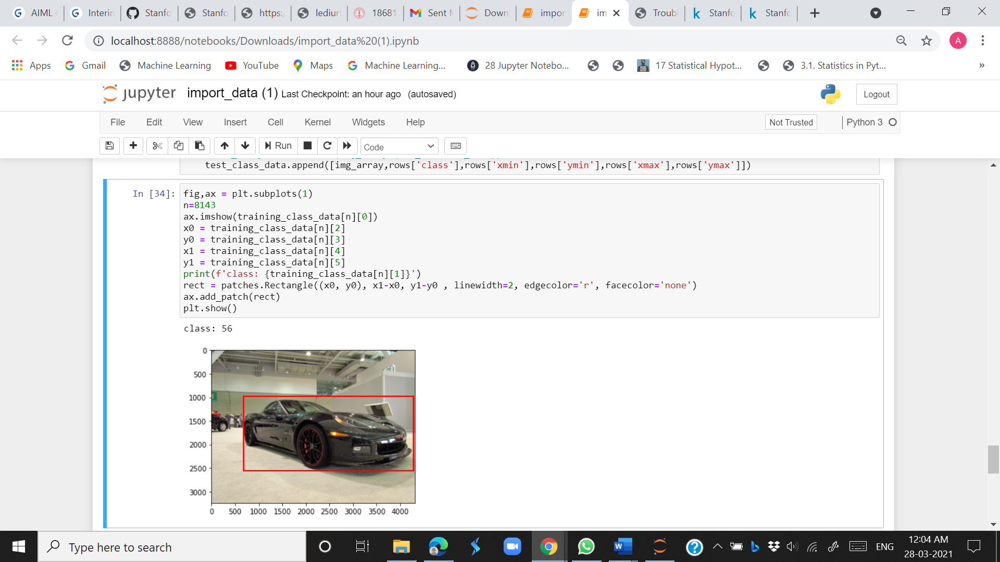 AIML
Interin
Stanfo
Stanfo
https:
lediur
18681
Sent
Down
impor
im
Troub
Stanfo
Stanfo
localhost:8888/notebooks/Downloads/import_data%20(1).ipynb
A
Apps
Gmail
Machine Learning
YouTube
Maps
Machine Learning...
28 Jupyter Notebo...
17 Statistical Hypot...
3.1. Statistics in Pyt...
»
jupyter import_data (1) Last Checkpoint: an hour ago (autosaved)
Logout
File Edit View Insert Cell Kernel Widgets Help
Not Trusted
Python 3
Run
Code
test_class_data.append([img_array,rows['class'],rows['xmin'],rows['ymin'],rows['xmax'],rows['ymax']])
In [34]:
fig,ax = plt.subplots(1)
n=8143
ax.imshow(training_class_data[n][0])
x0 = training_class_data[n][2]
y0 = training_class_data[n][3]
x1 = training_class_data[n][4]
y1 = training_class_data[n][5]
print(f'class: {training_class_data[n][1]}')
rect = patches.Rectangle((x0, y0), x1-x0, y1-y0 , linewidth=2, edgecolor='r', facecolor='none')
ax.add_patch(rect)
plt.show()
class: 56
0
500
1000
1500
2000
2500
3000
0 500 1000 1500 2000 2500 3000 3500 4000
Type here to search
ENG
12:04 AM
28-03-2021